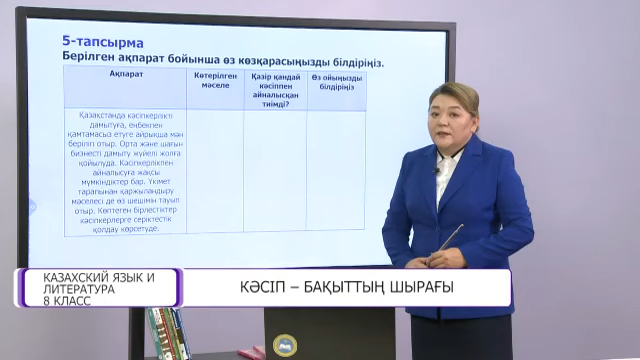 5-тапсырма
Берілген ақпарат бойынша өз көзқарасыңызды білдіріңіз.
Ақпарат
Көтерілген
мәселе
Қазір қандай
кәсіппен
айналысқан
тиімді?
Өз ойыңызды
білдіріңіз
Қазақстанда кәсіпкерлікті
дамытуға, еңбекпен
қамтамасыз етуге айрықша мән
беріліп отыр. Орта және шағын
бизнесті дамыту жүйелі жолға
қойылуда. Кәсіпкерлікпен
айналысуға жақсы
мүмкіндіктер бар. Үкімет
тарапынан қаржыландыру
мәселесі де өз шешімін тауып
отыр. Көптеген бірлестіктер
кәсіпкерлерге серіктестік
қолдау көрсетуде.
КАЗАХСКИЙ ЯЗЫК И
ЛИТЕРАТУРА
8 КЛАСС
КӘСІП – БАҚЫТТЫҢ ШЫРАҒЫ